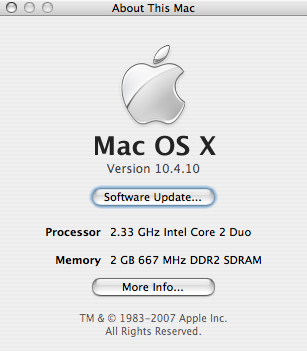 About This Mac
Mac OS X
Version 10.4.10
Software Update...
Processor 2.33 GHz Intel Core 2 Duo
Memory 2 GB 667 MHz DDR2 SDRAM
More Info...
TM & © 1983-2007 Apple Inc.
All Rights Reserved.